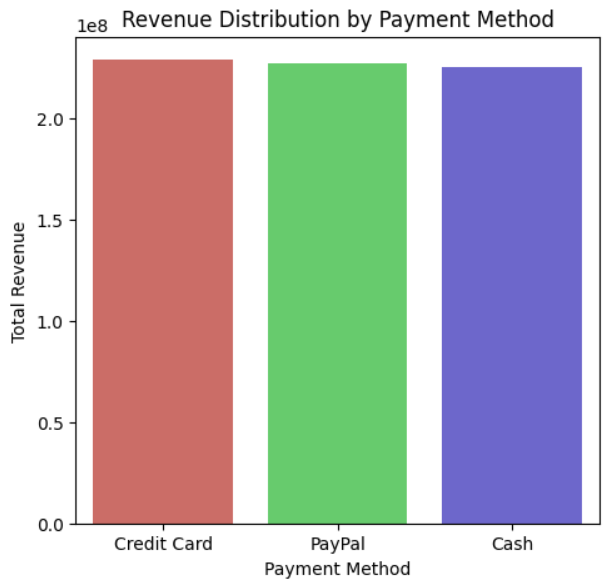 Revenue Distribution by Payment Method
1e8
2.0
1.5
1.0
0.5
0.0
Total Revenue
Credit Card PayPal Cash
Payment Method